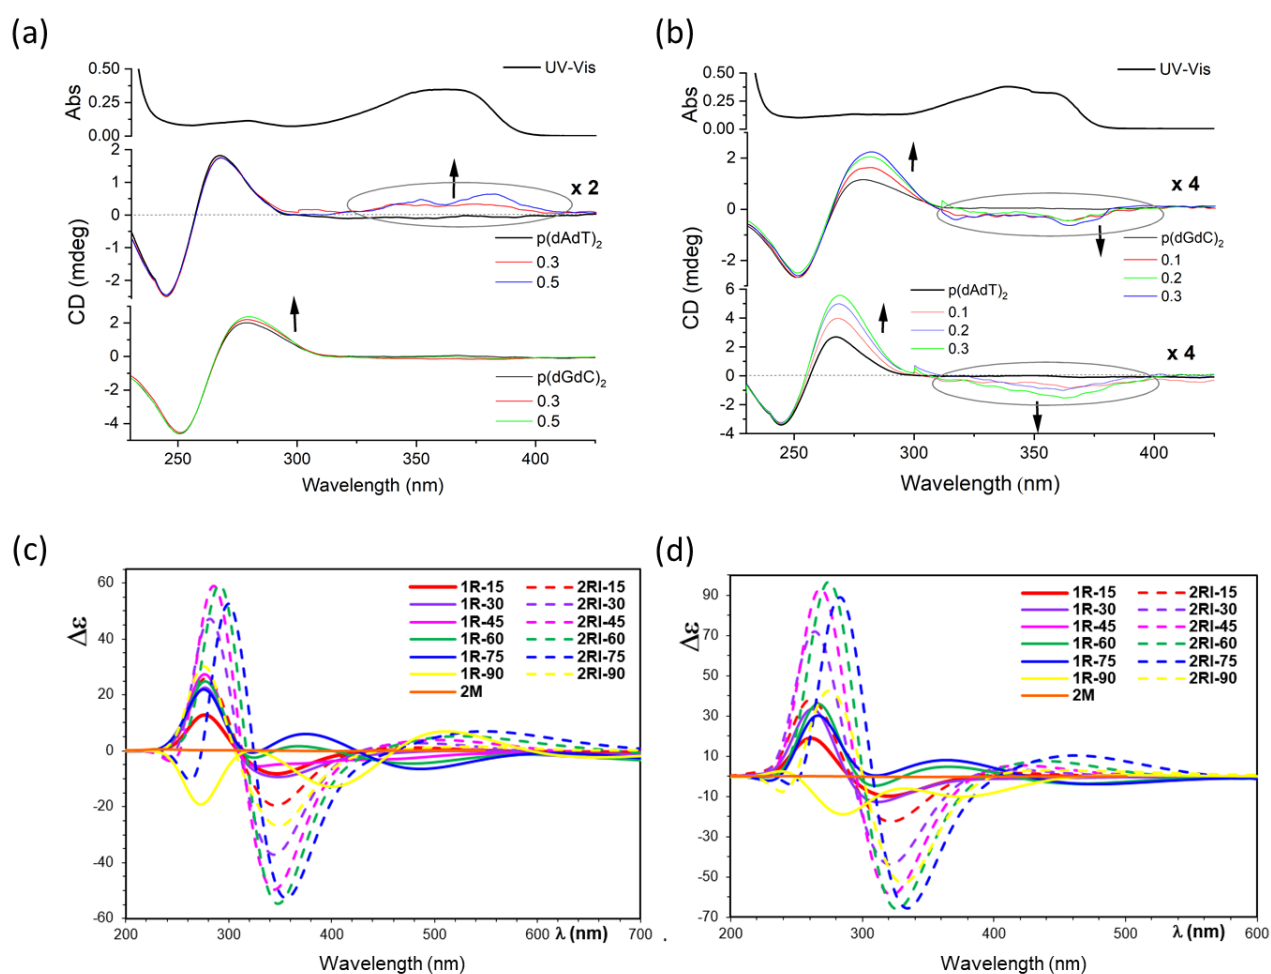 (a)
UV-Vis
0.50
0.25
0.00
Abs
2
1
0
-1
-2
x 2
p(dAdT)2
0.3
0.5
CD (mdeg)
4
2
0
-2
-4
p(dGdC)2
0.3
0.5
250
300
350
400
Wavelength (nm)
(b)
UV-Vis
0.50
0.25
0.00
Abs
2
0
-2
x 4
p(dGdC)2
0.1
0.2
0.3
CD (mdeg)
6
4
2
0
-2
-4
p(dAdT)2
0.1
0.2
0.3
x 4
250
300
350
400
Wavelength (nm)
(c)
60
40
20
0
-20
-40
-60
Δε
1R-15
2RI-15
1R-30
2RI-30
1R-45
2RI-45
1R-60
2RI-60
1R-75
2RI-75
1R-90
2RI-90
2M
200
300
400
500
600
700
λ (nm)
.
Wavelength (nm)
(d)
90
70
50
30
10
-10
-30
-50
-70
Δε
1R-15
2RI-15
1R-30
2RI-30
1R-45
2RI-45
1R-60
2RI-60
1R-75
2RI-75
1R-90
2RI-90
2M
200
300
400
500
600
λ (nm)
Wavelength (nm)